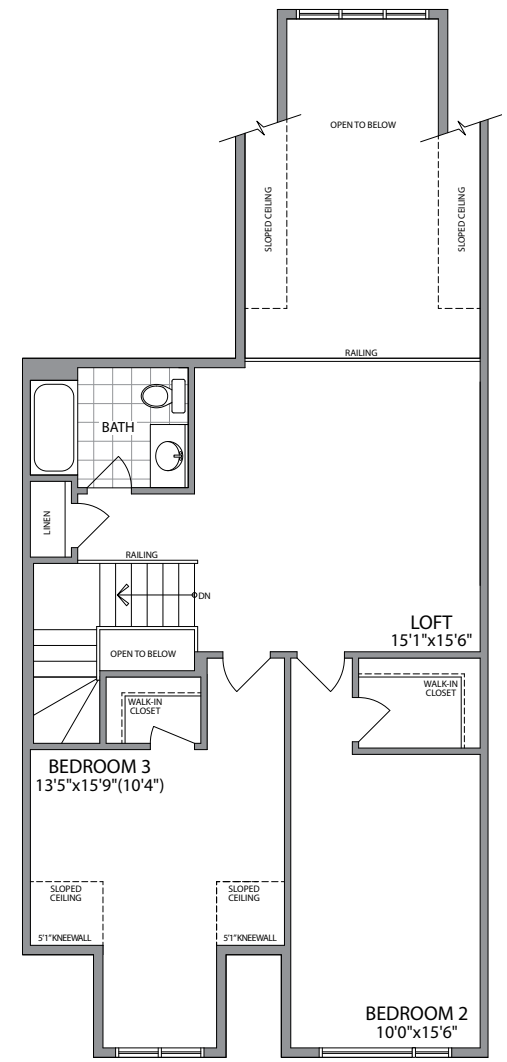 OPEN TO BELOW
SLOPED CEILING
SLOPED CEILING
RAILING
BATH
LINEN
RAILING
DN
OPEN TO BELOW
LOFT
15'1"x15'6"
WALK-IN
CLOSET
WALK-IN
CLOSET
BEDROOM 3
13'5"x15'9"(10'4")
SLOPED
CEILING
SLOPED
CEILING
5'1"KNEEWALL
5'1"KNEEWALL
BEDROOM 2
10'0"x15'6"